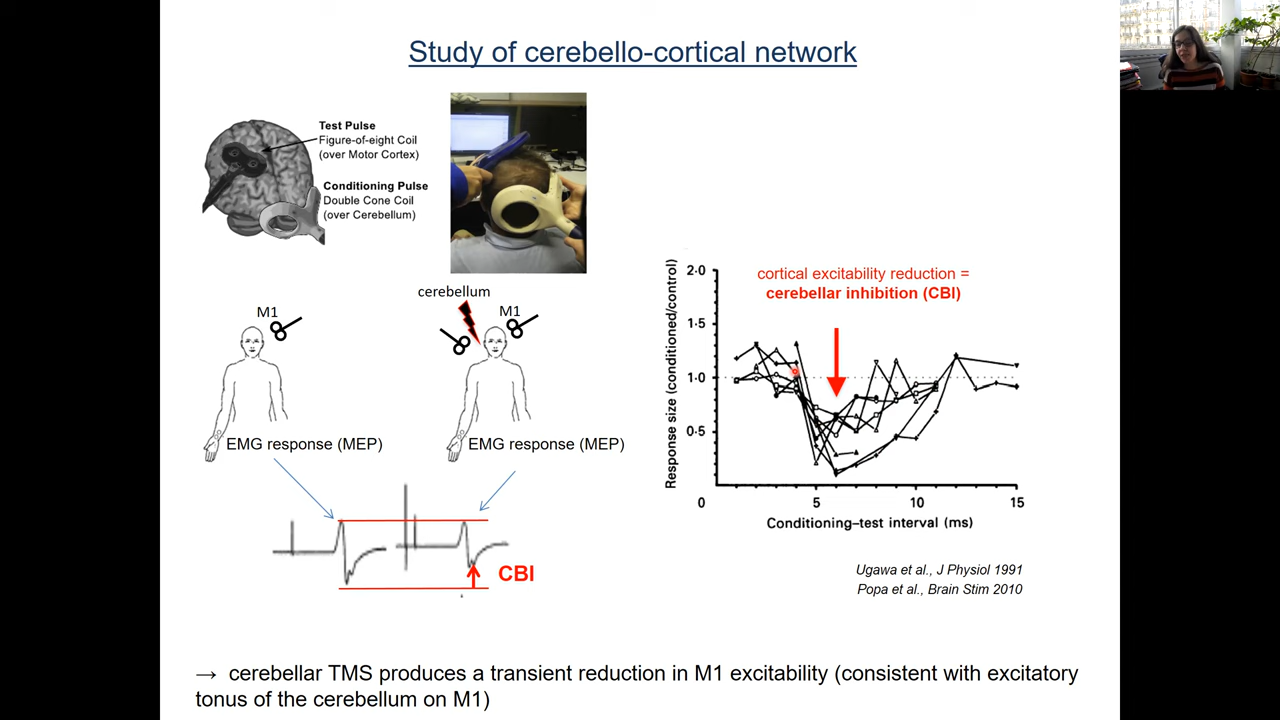 Study of cerebello-cortical network
Test Pulse
Figure-of-eight Coil
(over Motor Cortex)
Conditioning Pulse
Double Cone Coil
(over Cerebellum)
cerebellum
M1
M1
EMG response (MEP)
EMG response (MEP)
CBI
cortical excitability reduction =
cerebellar inhibition (CBI)
Response size (conditioned/control)
2·0
1·5
1·0
0·5
0
5
10
15
Conditioning–test interval (ms)
Ugawa et al., J Physiol 1991
Popa et al., Brain Stim 2010
→ cerebellar TMS produces a transient reduction in M1 excitability (consistent with excitatory
tonus of the cerebellum on M1)